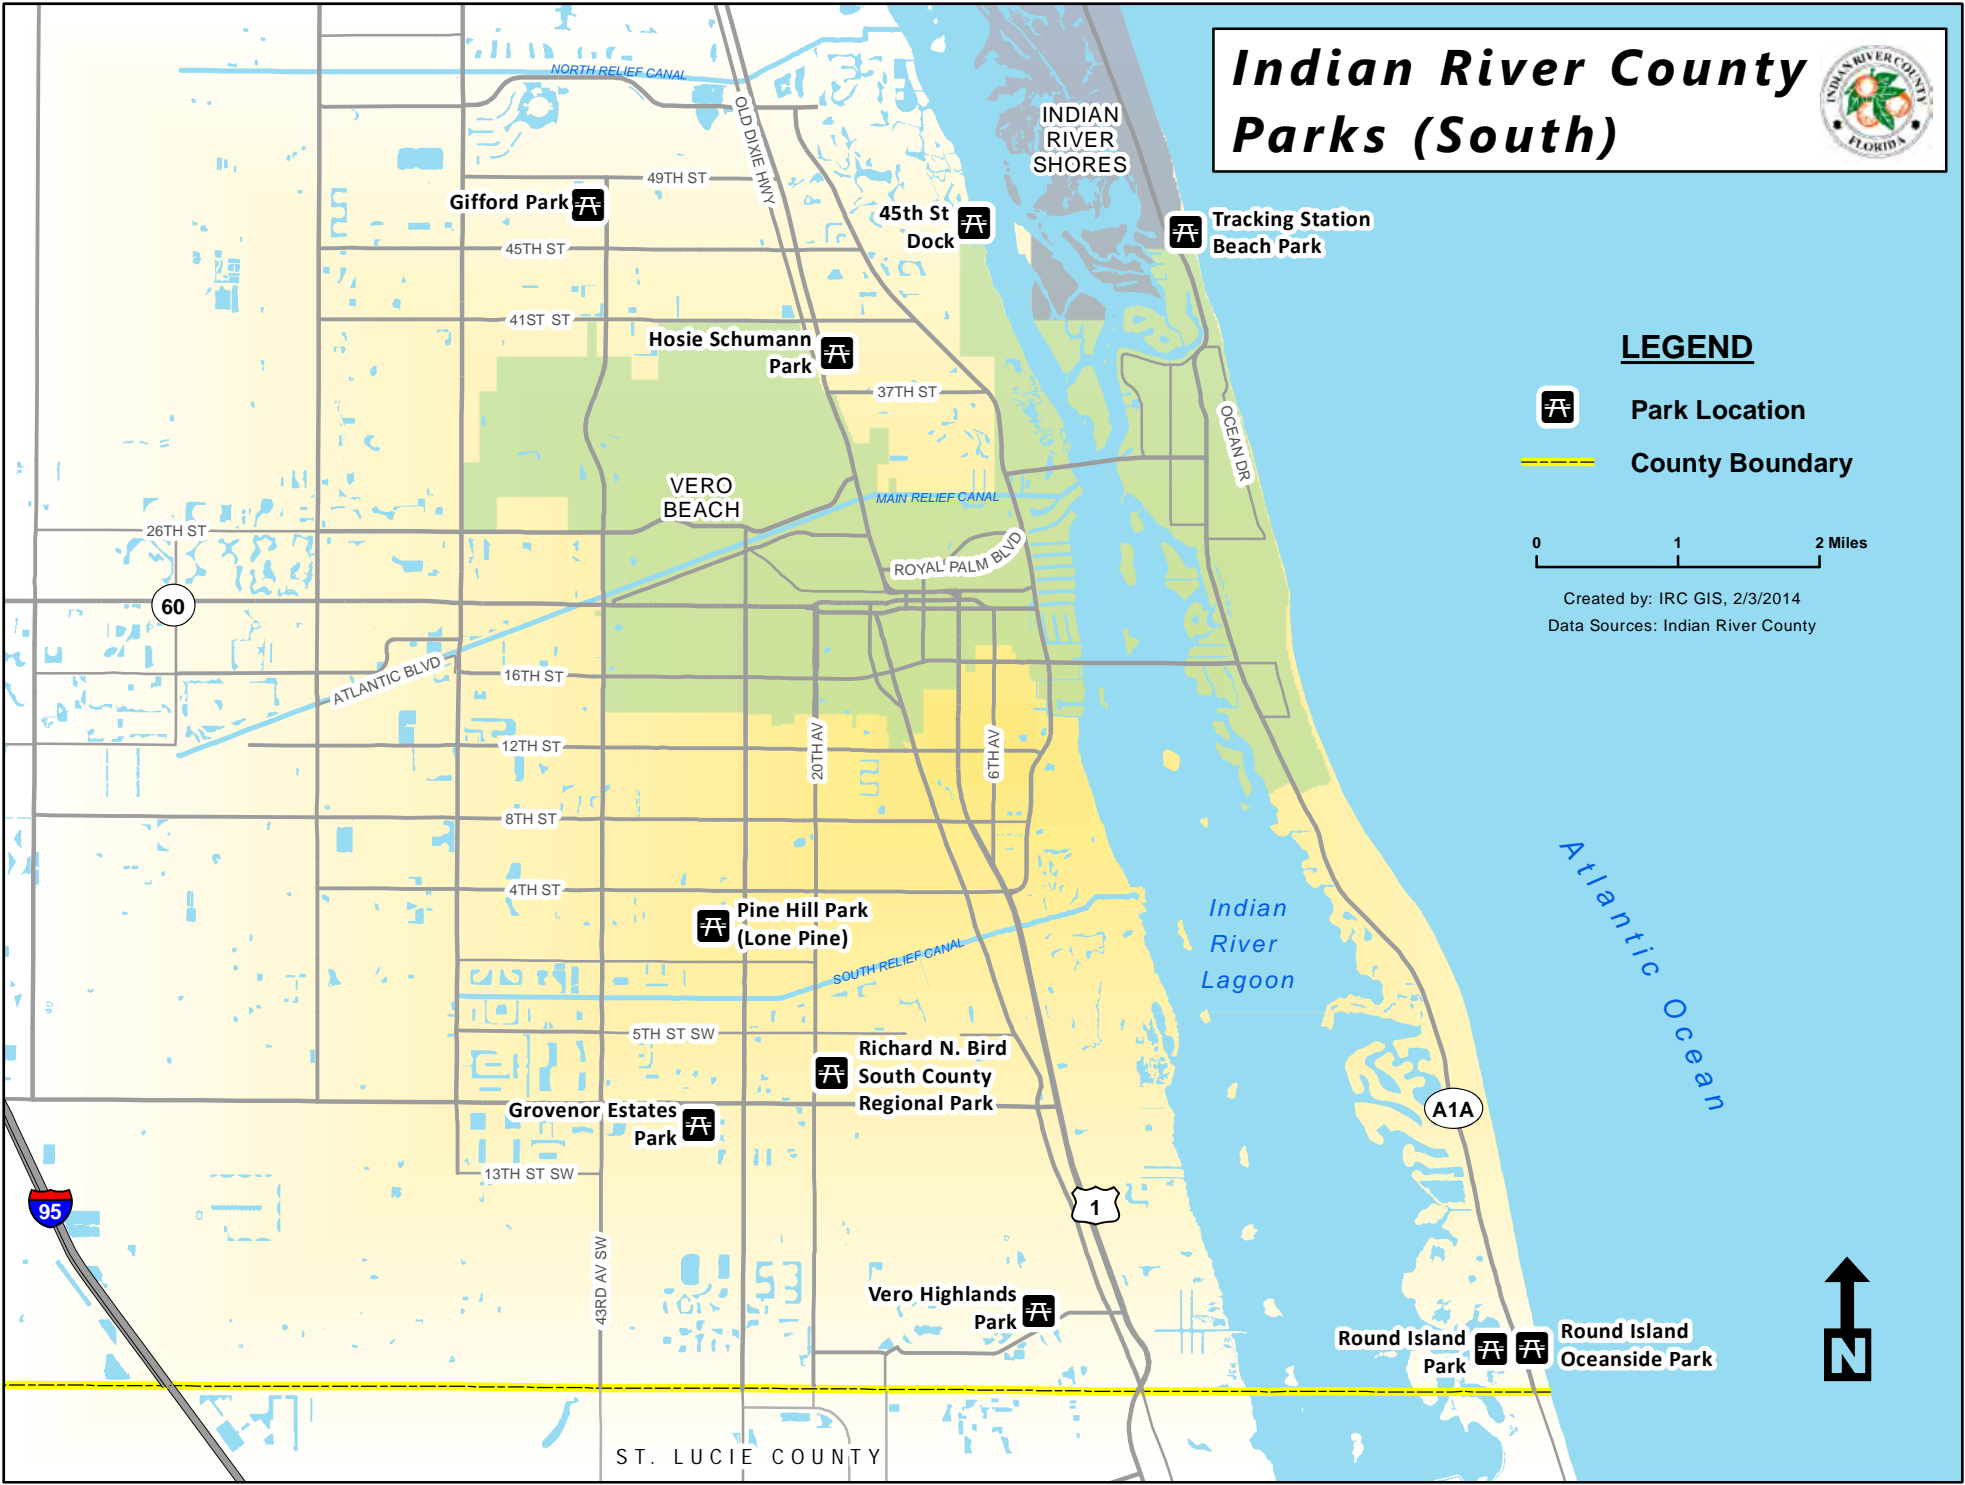 Indian River County
Parks (South)
INDIAN RIVER COUNTY
FLORIDA
NORTH RELIEF CANAL
OLD DIXIE HWY
INDIAN
RIVER
SHORES
49TH ST
Gifford Park
45th St
Dock
Tracking Station
Beach Park
45TH ST
41ST ST
Hosie Schumann
Park
37TH ST
OCEAN DR
LEGEND
Park Location
County Boundary
0 1 2 Miles
Created by: IRC GIS, 2/3/2014
Data Sources: Indian River County
VERO
BEACH
MAIN RELIEF CANAL
26TH ST
ROYAL PALM BLVD
60
ATLANTIC BLVD
16TH ST
12TH ST
20TH AV
6TH AV
8TH ST
4TH ST
Pine Hill Park
(Lone Pine)
SOUTH RELIEF CANAL
Indian
River
Lagoon
Atlantic Ocean
5TH ST SW
Richard N. Bird
South County
Regional Park
Grovenor Estates
Park
A1A
13TH ST SW
95
1
43RD AV SW
Vero Highlands
Park
Round Island
Park
Round Island
Oceanside Park
N
ST. LUCIE COUNTY